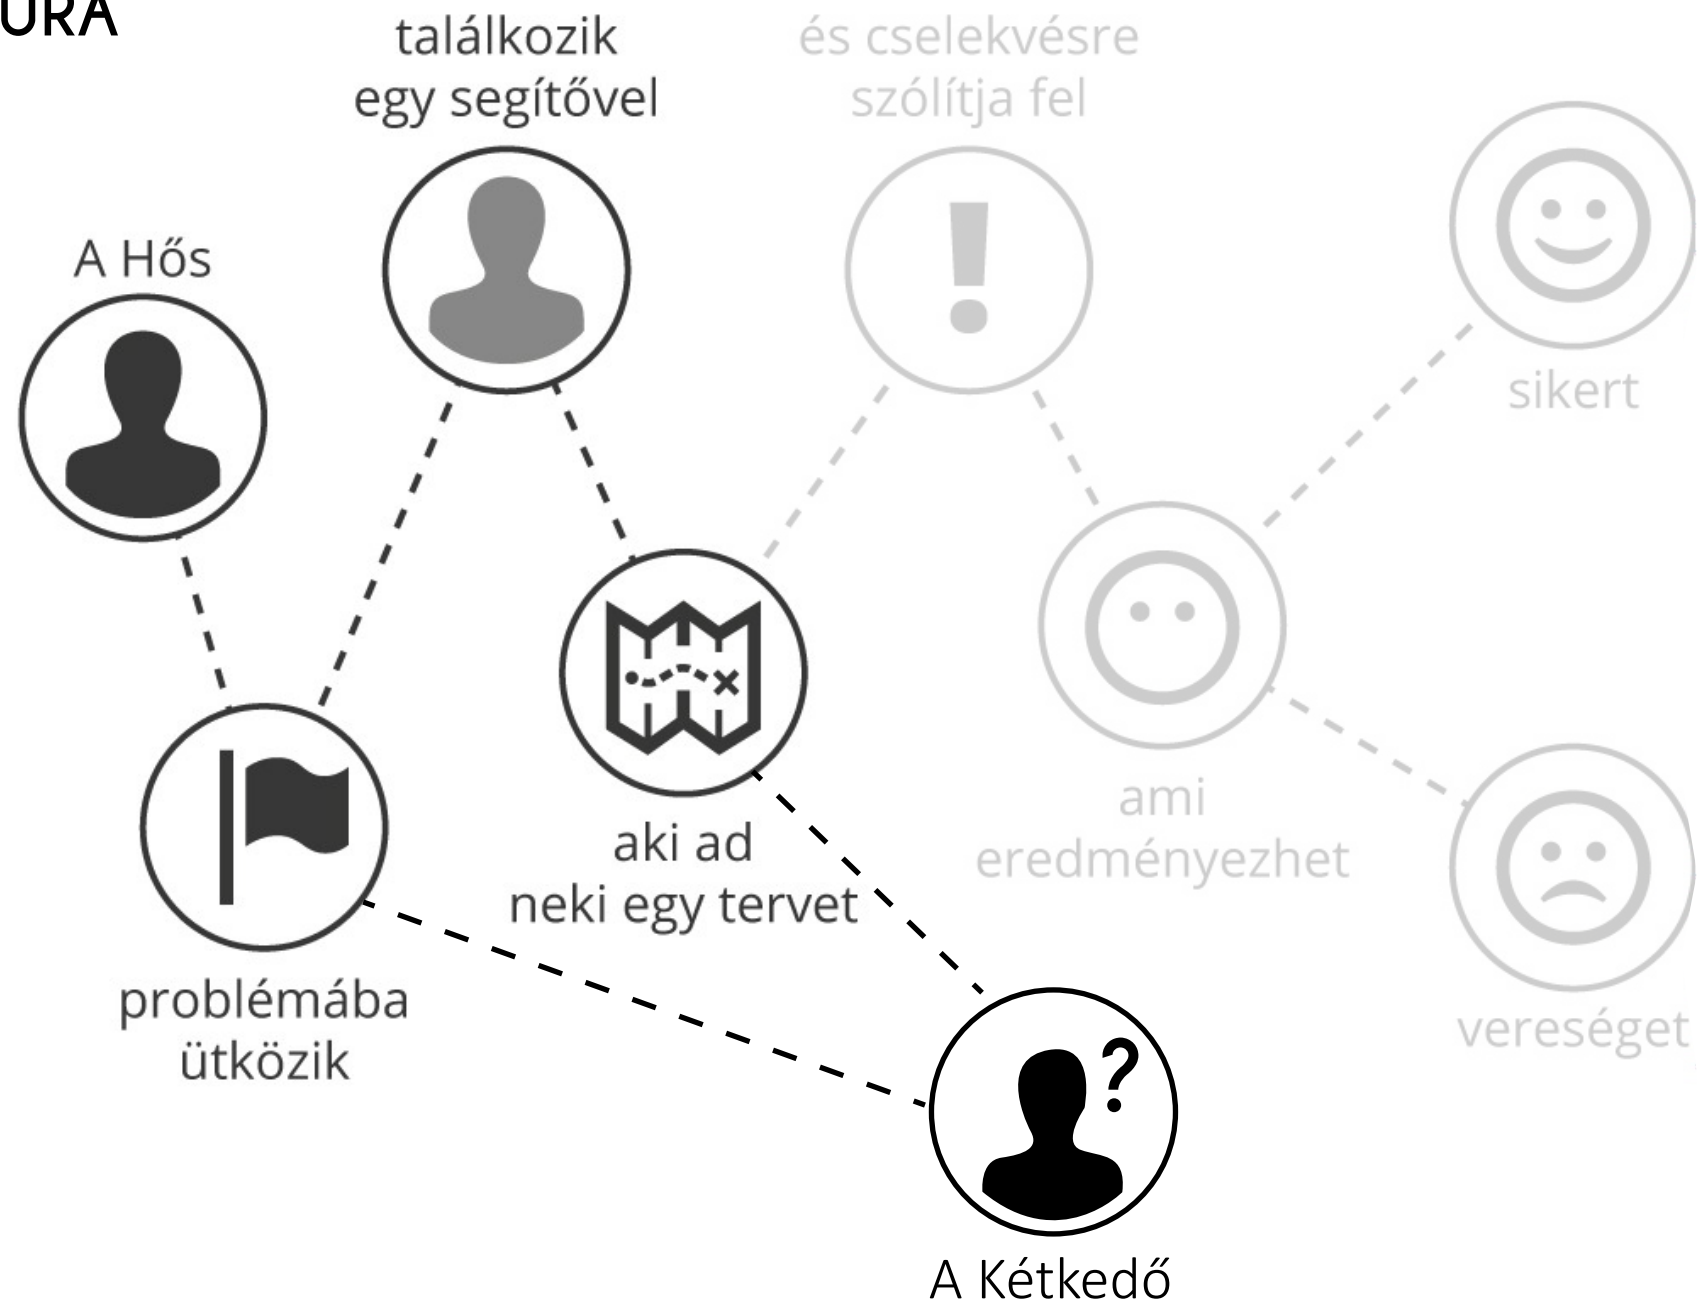 URA
találkozik
egy segítővel
és cselekvésre
szólítja fel
A Hős
sikert
ami
eredményezhet
aki ad
neki egy tervet
problémába
ütközik
vereséget
A Kétkedő